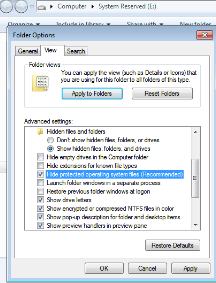 Computer ▸ System Reserved (E:)
Organize
Include in library
Share with
Folder Options
General
View
Search
Folder views
You can apply the view (such as Details or Icons) that
you are using for this folder to all folders of this type.
Apply to Folders
Reset Folders
Advanced settings:
Hidden files and folders
Don't show hidden files, folders, or drives
Show hidden files, folders, and drives
Hide empty drives in the Computer folder
Hide extensions for known file types
Hide protected operating system files (Recommended)
Launch folder windows in a separate process
Restore previous folder windows at logon
Show drive letters
Show encrypted or compressed NTFS files in color
Show pop-up description for folder and desktop items
Show preview handlers in preview pane
Restore Defaults
OK
Cancel
Apply